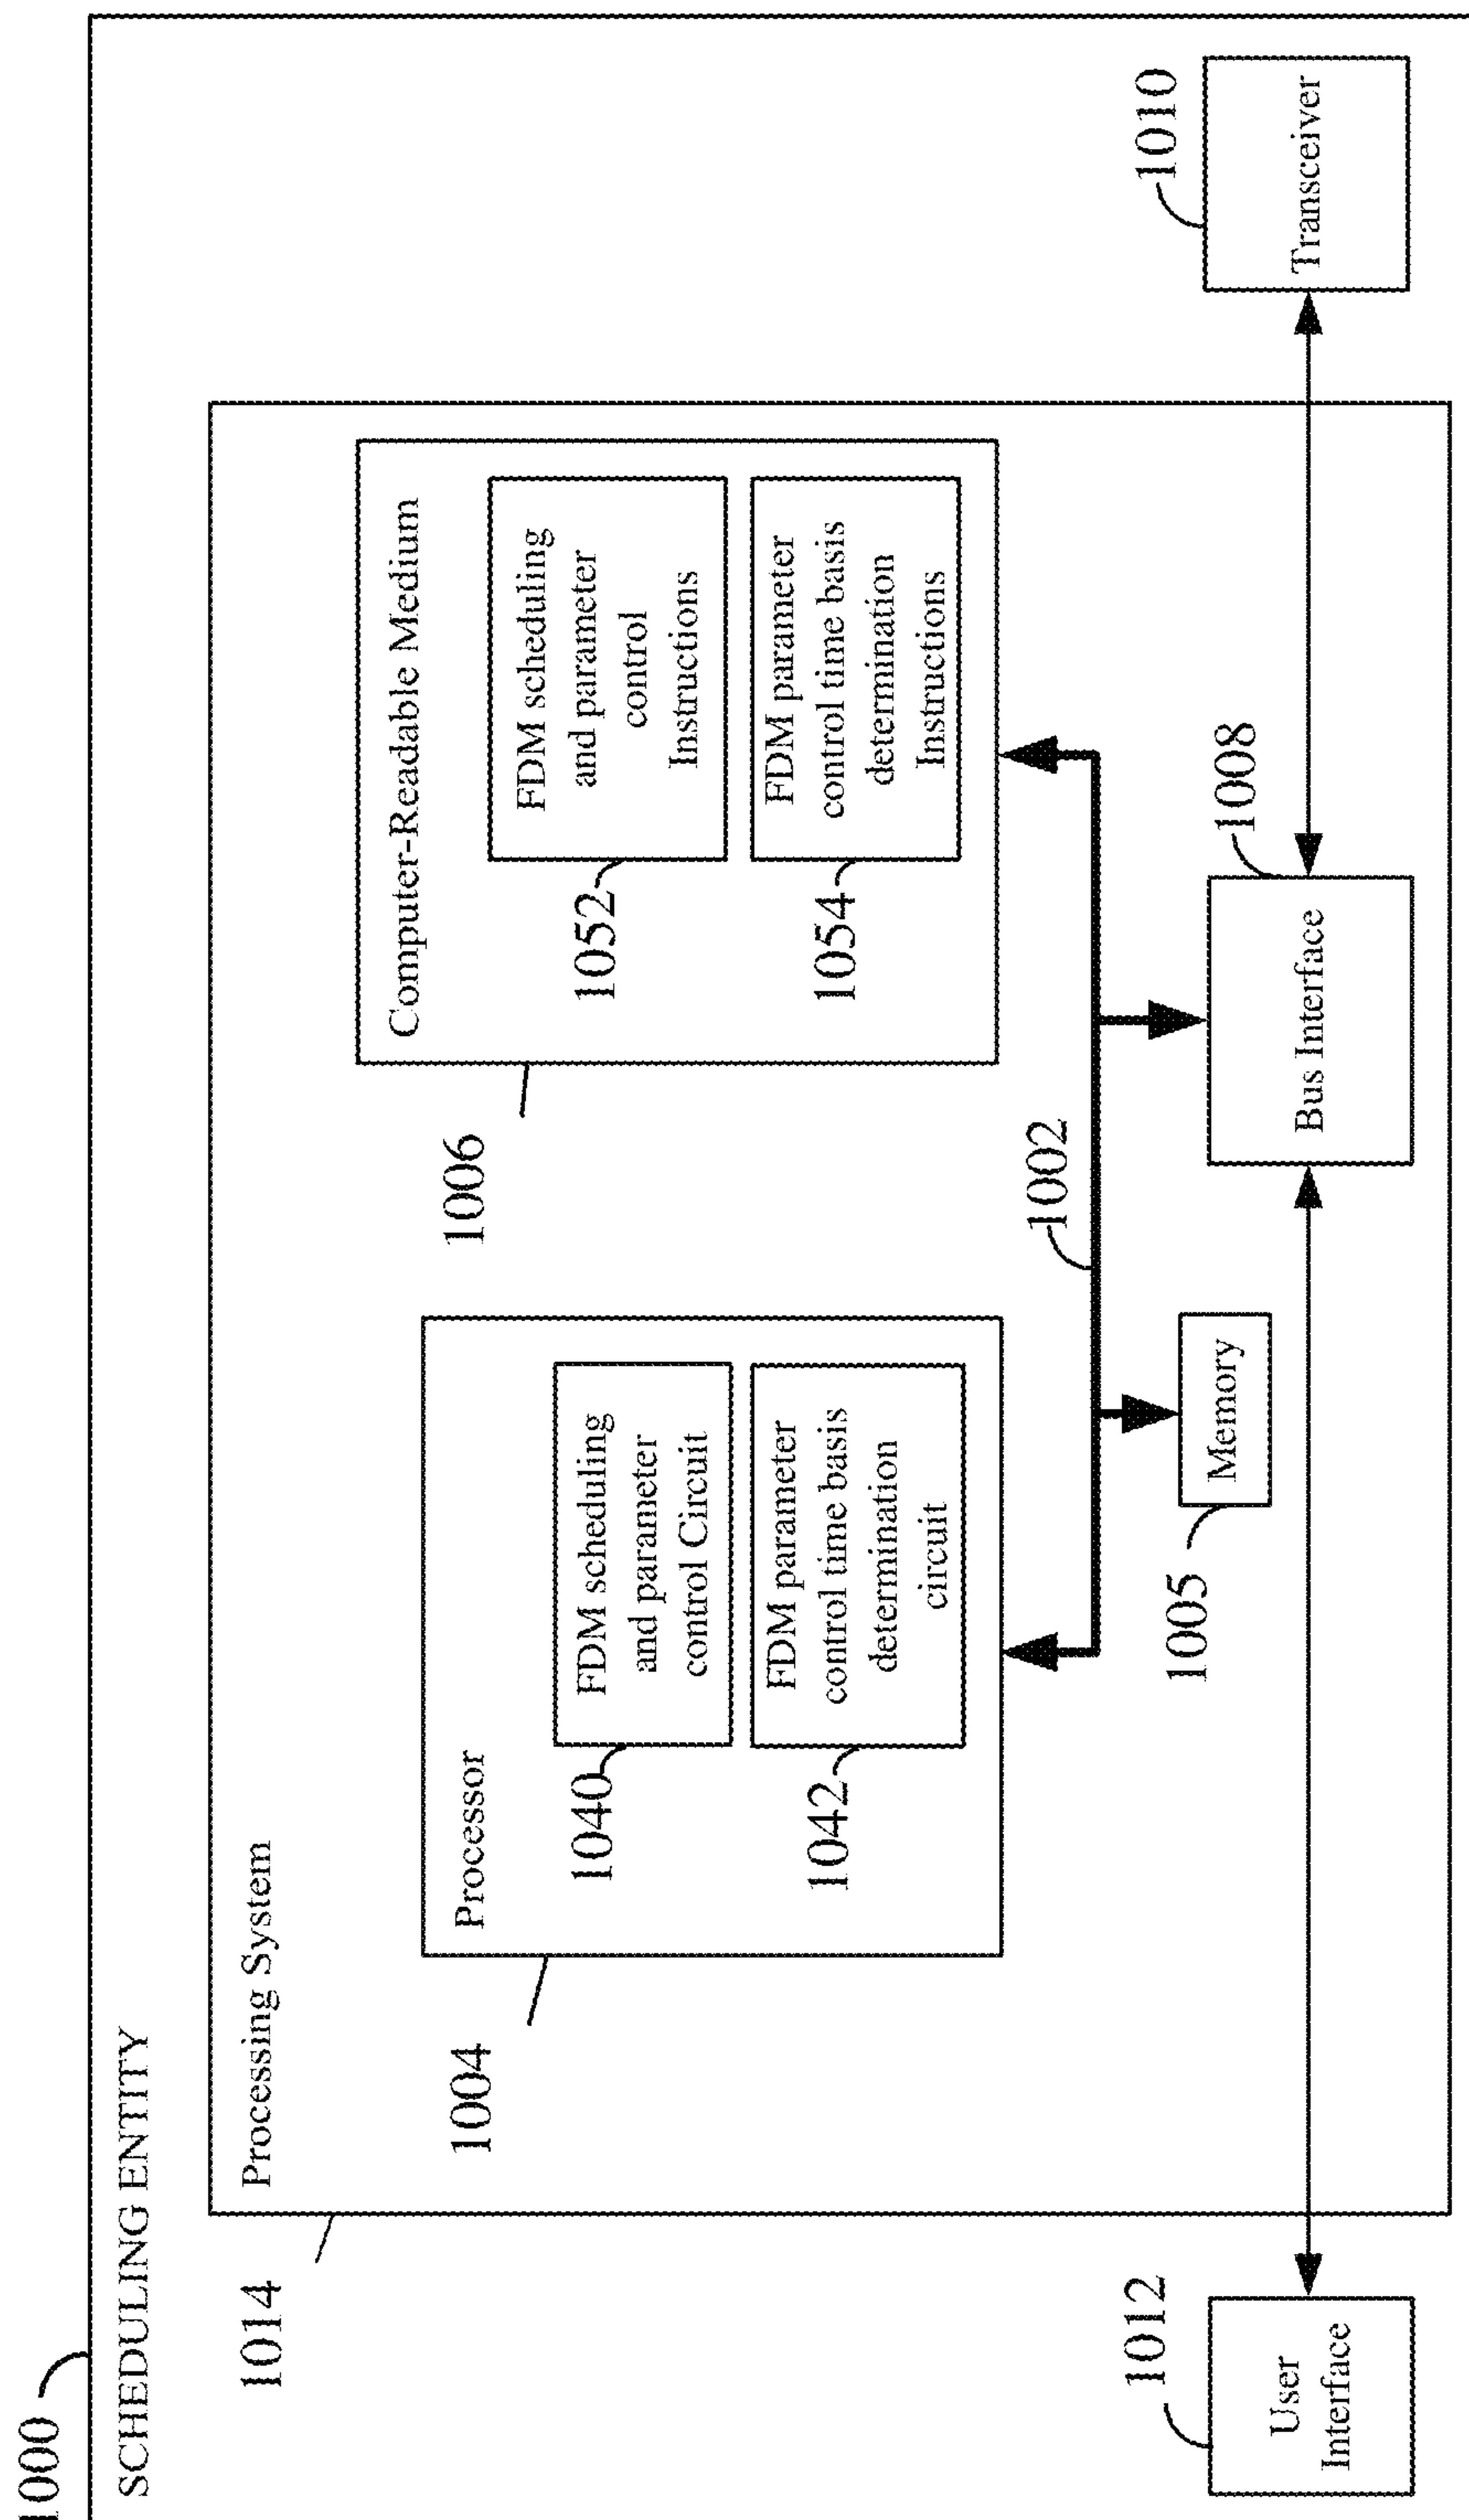 1000
SCHEDULING ENTITY
1014
Processing System
1004
Processor
1040
FDM scheduling
and parameter
control Circuit
1042
FDM parameter
control time basis
determination
circuit
1006
Computer-Readable Medium
1052
FDM scheduling
and parameter
control
Instructions
1054
FDM parameter
control time basis
determination
Instructions
1002
1005
Memory
1008
Bus Interface
1012
User
Interface
1010
Transceiver